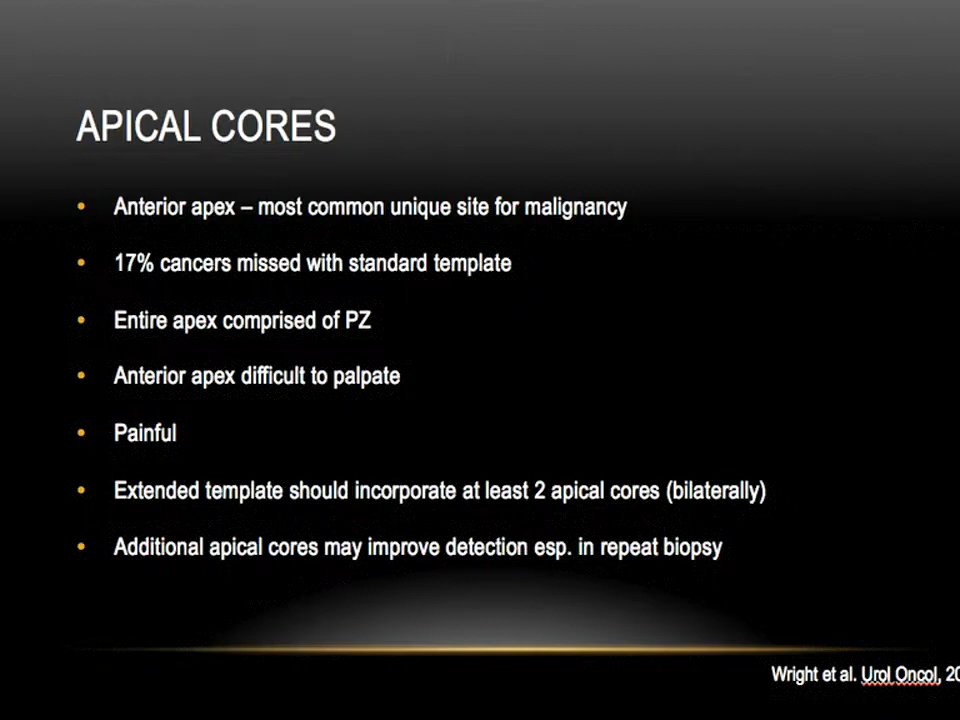 APICAL CORES
• Anterior apex – most common unique site for malignancy
• 17% cancers missed with standard template
• Entire apex comprised of PZ
• Anterior apex difficult to palpate
• Painful
• Extended template should incorporate at least 2 apical cores (bilaterally)
• Additional apical cores may improve detection esp. in repeat biopsy
Wright et al. Urol Oncol,